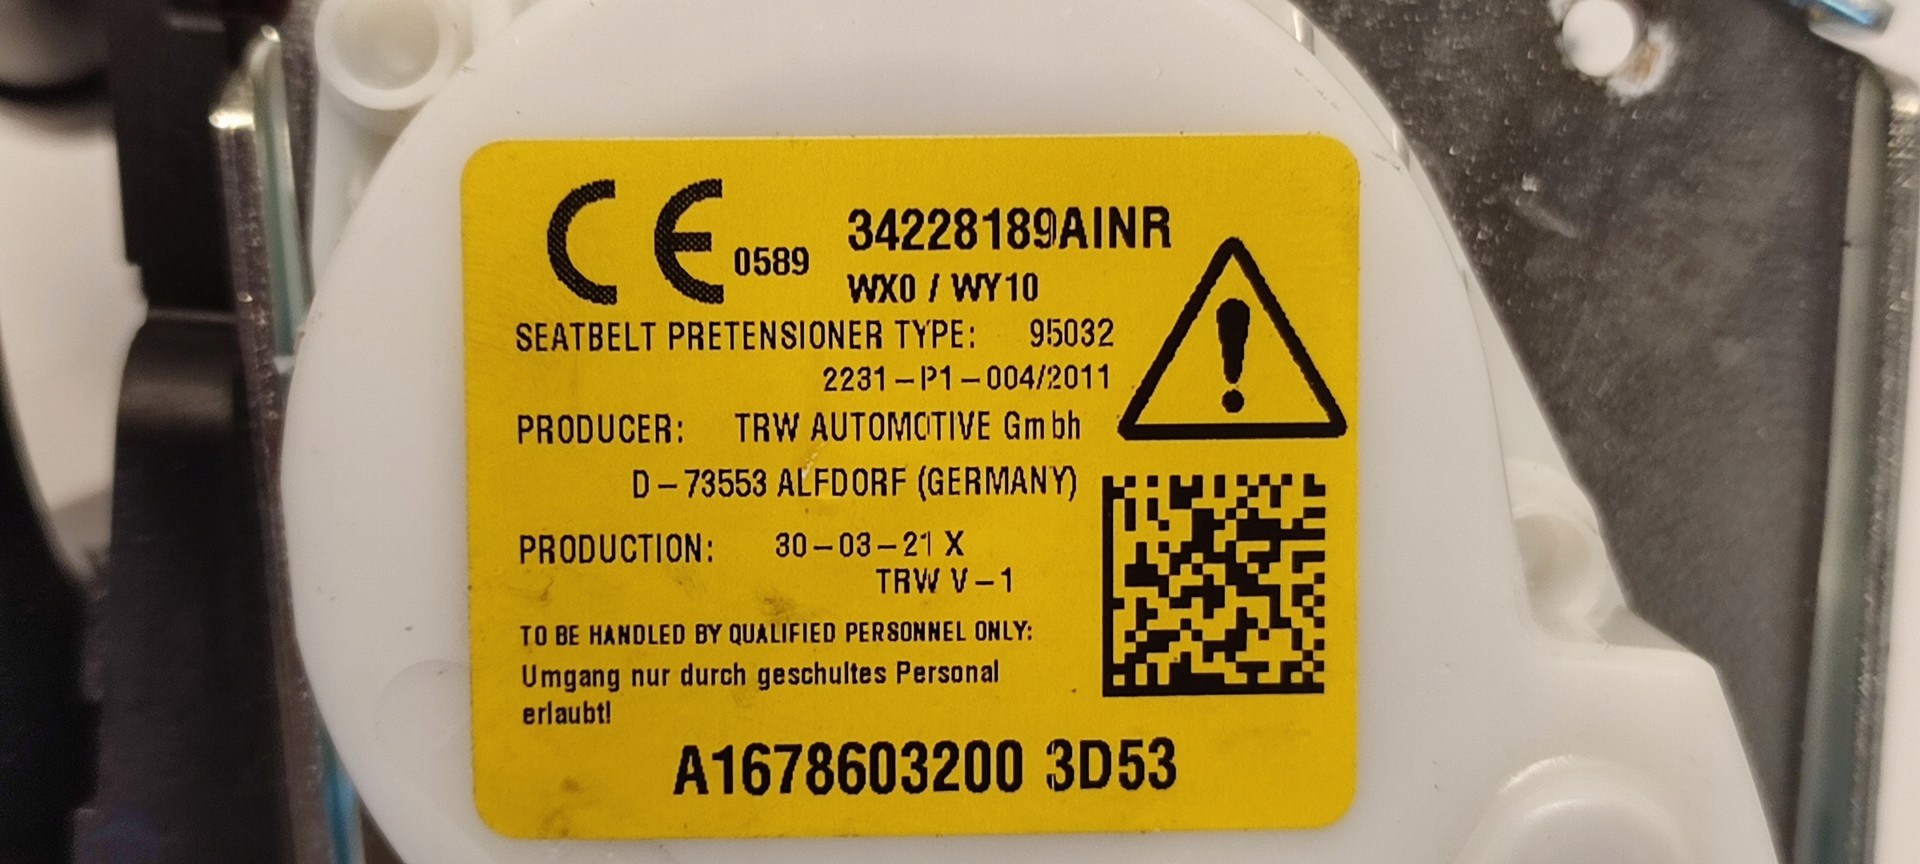 CE 0589 34228189AINR
WX0 / WY10
SEATBELT PRETENSIONER TYPE: 95032
2231-P1-004/2011
PRODUCER: TRW AUTOMOTIVE Gmbh
D-73553 ALFDORF (GERMANY)
PRODUCTION: 30-03-21 X
TRW V-1
TO BE HANDLED BY QUALIFIED PERSONNEL ONLY:
Umgang nur durch geschultes Personal
erlaubt!
A1678603200 3D53